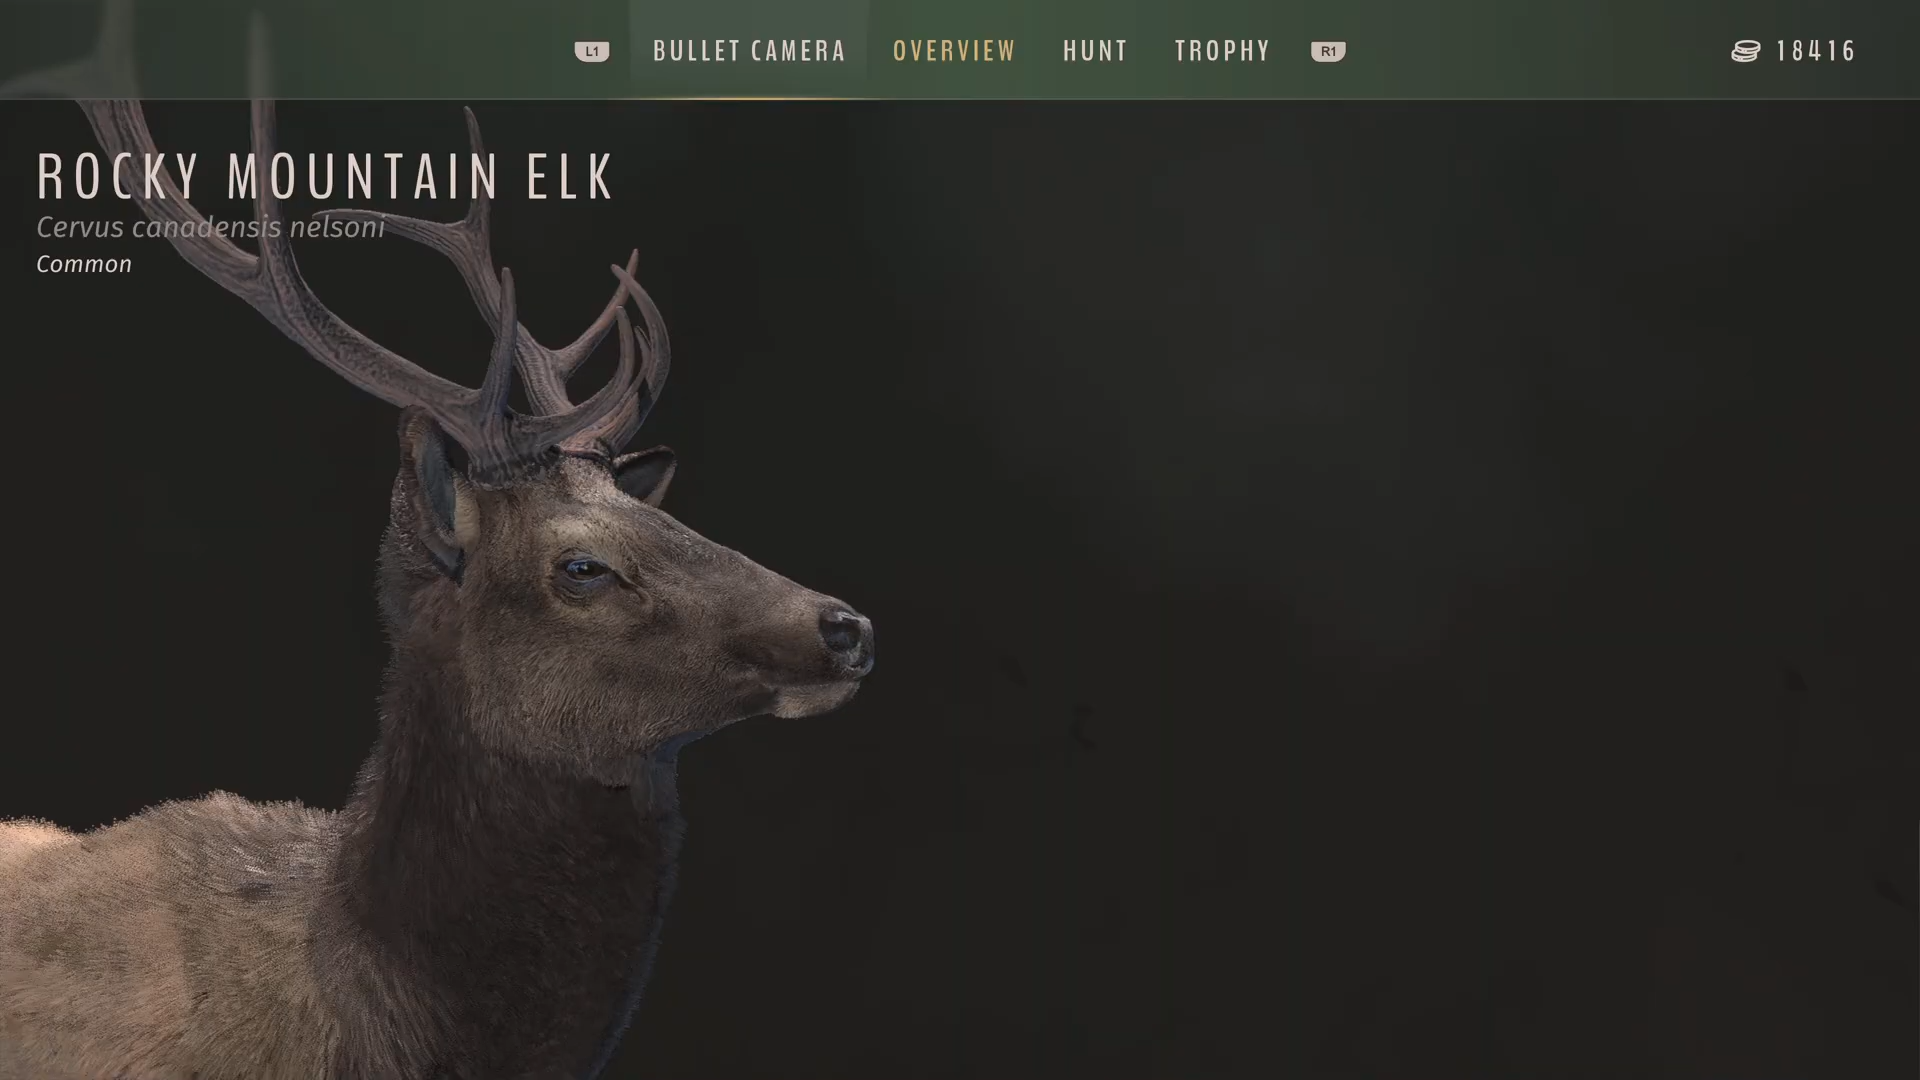 L1 BULLET CAMERA OVERVIEW HUNT TROPHY R1 18416
ROCKY MOUNTAIN ELK
Cervus canadensis nelsoni
Common